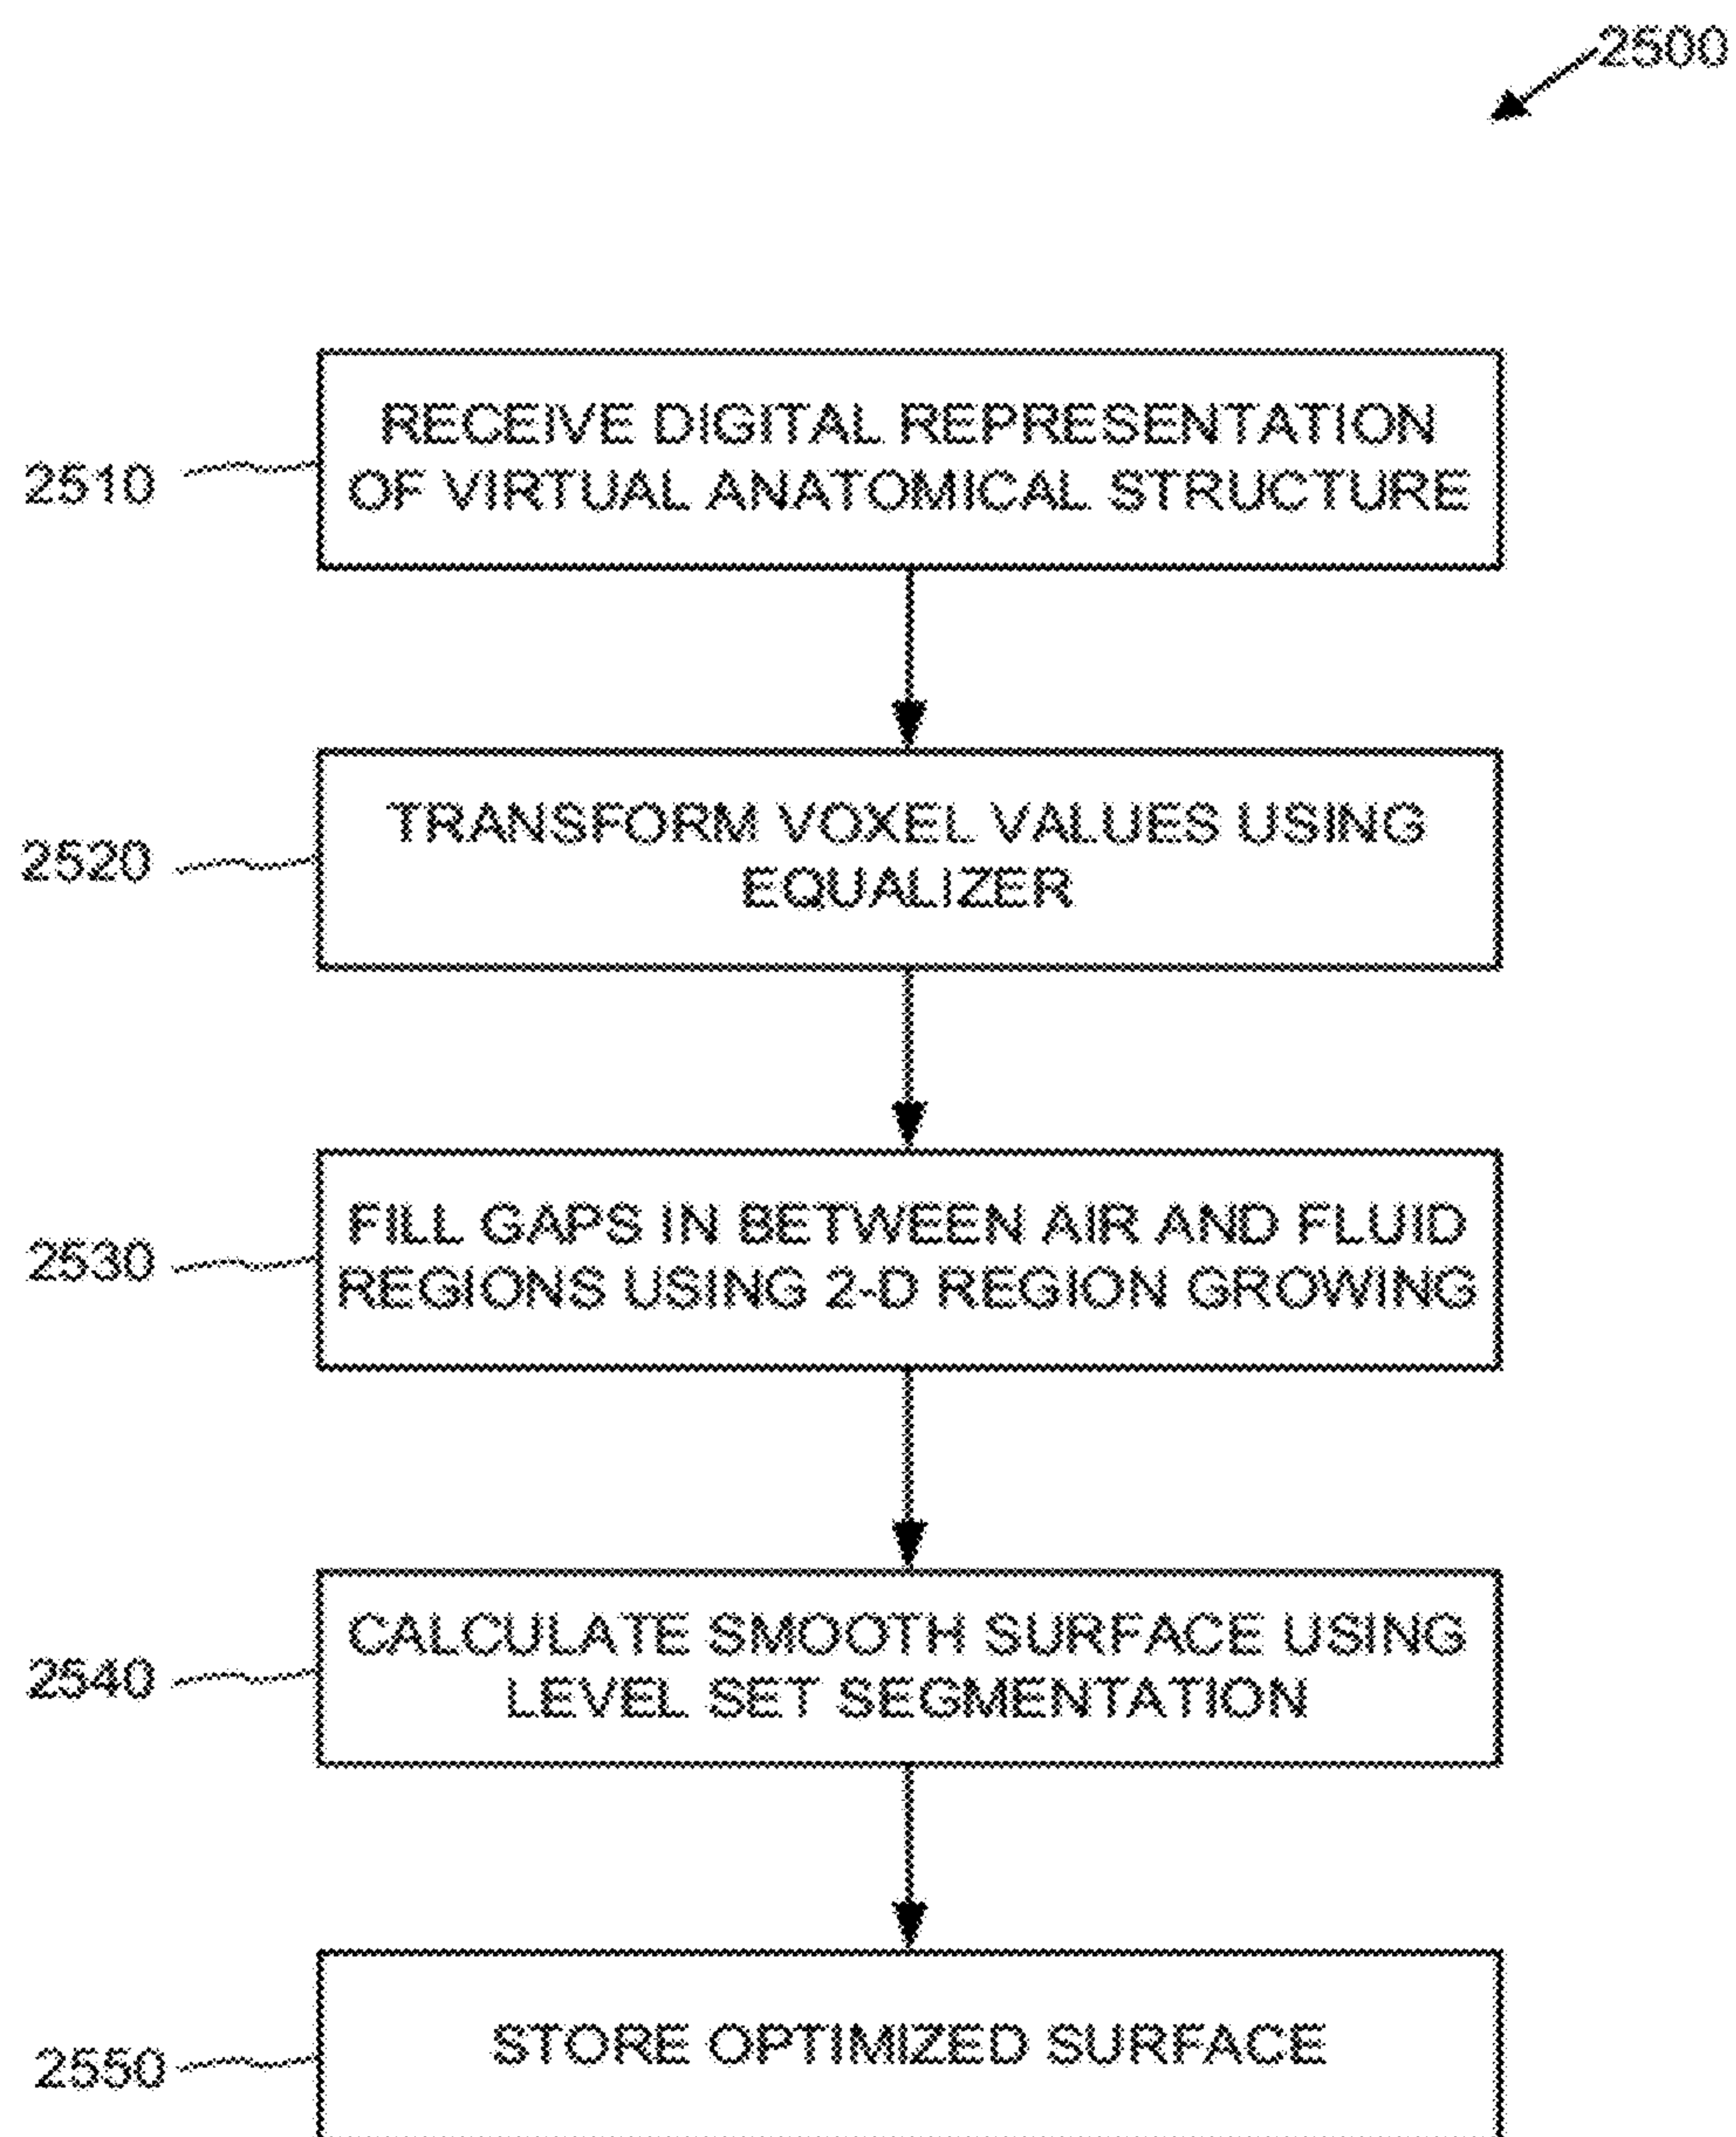 2500
RECEIVE DIGITAL REPRESENTATION
OF VIRTUAL ANATOMICAL STRUCTURE
2510
TRANSFORM VOXEL VALUES USING
EQUALIZER
2520
FILL GAPS IN BETWEEN AIR AND FLUID
REGIONS USING 2-D REGION GROWING
2530
CALCULATE SMOOTH SURFACE USING
LEVEL SET SEGMENTATION
2540
STORE OPTIMIZED SURFACE
2550